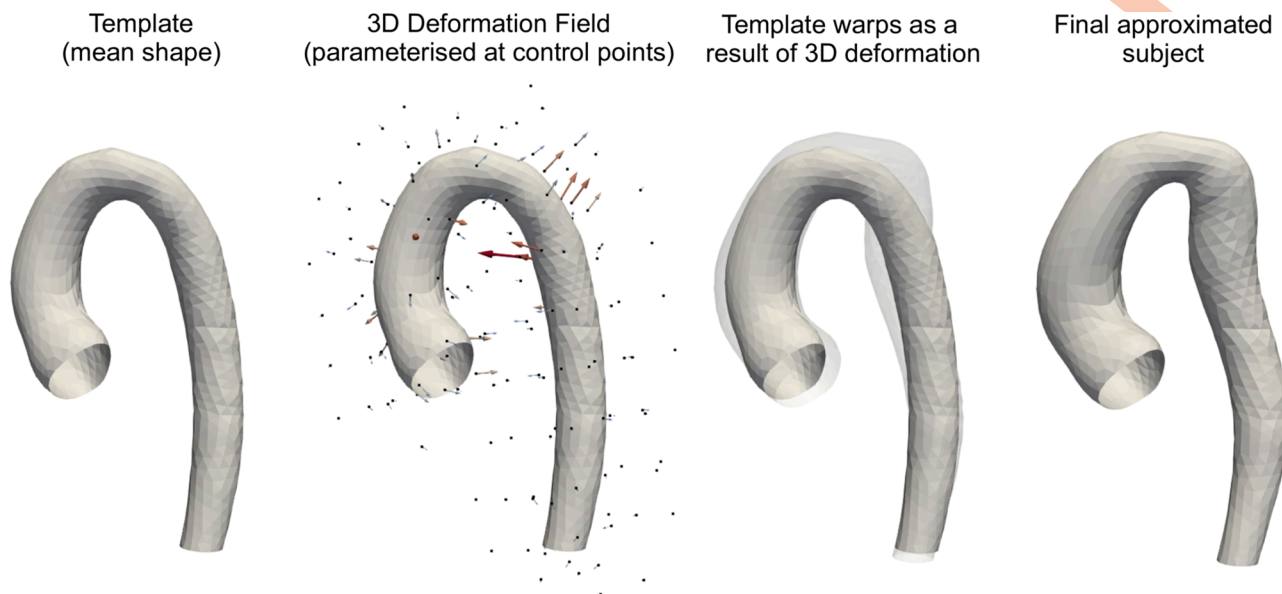 Template
(mean shape)
3D Deformation Field
(parameterised at control points)
Template warps as a
result of 3D deformation
Final approximated
subject